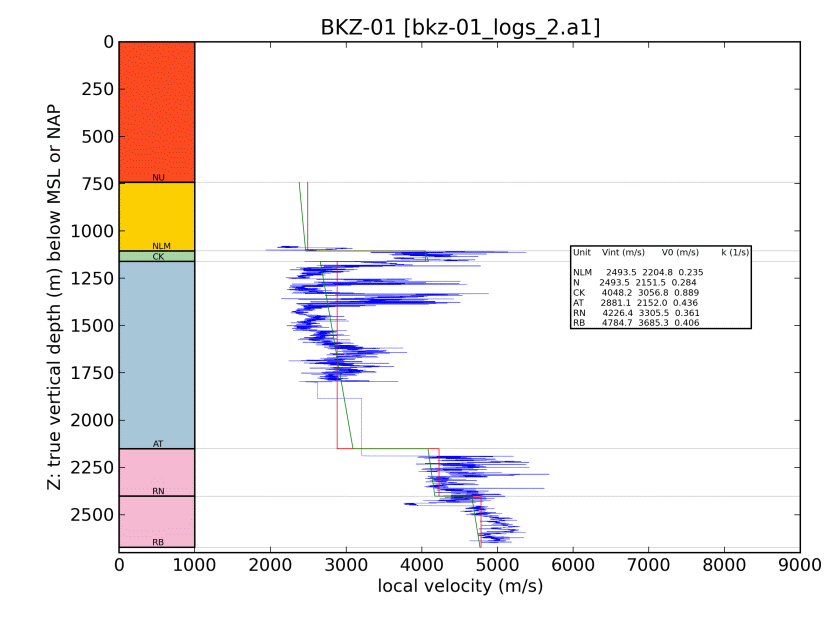 BKZ-01 [bkz-01_logs_2.a1]
Z: true vertical depth (m) below MSL or NAP
0
250
500
750
1000
1250
1500
1750
2000
2250
2500
NU
NLM
CK
AT
RN
RB
Unit Vint (m/s) V0 (m/s) k (1/s)
NLM 2493.5 2204.8 0.235
N 2493.5 2151.5 0.284
CK 4048.2 3056.8 0.889
AT 2881.1 2152.0 0.436
RN 4226.4 3305.5 0.361
RB 4784.7 3685.3 0.406
0 1000 2000 3000 4000 5000 6000 7000 8000 9000
local velocity (m/s)